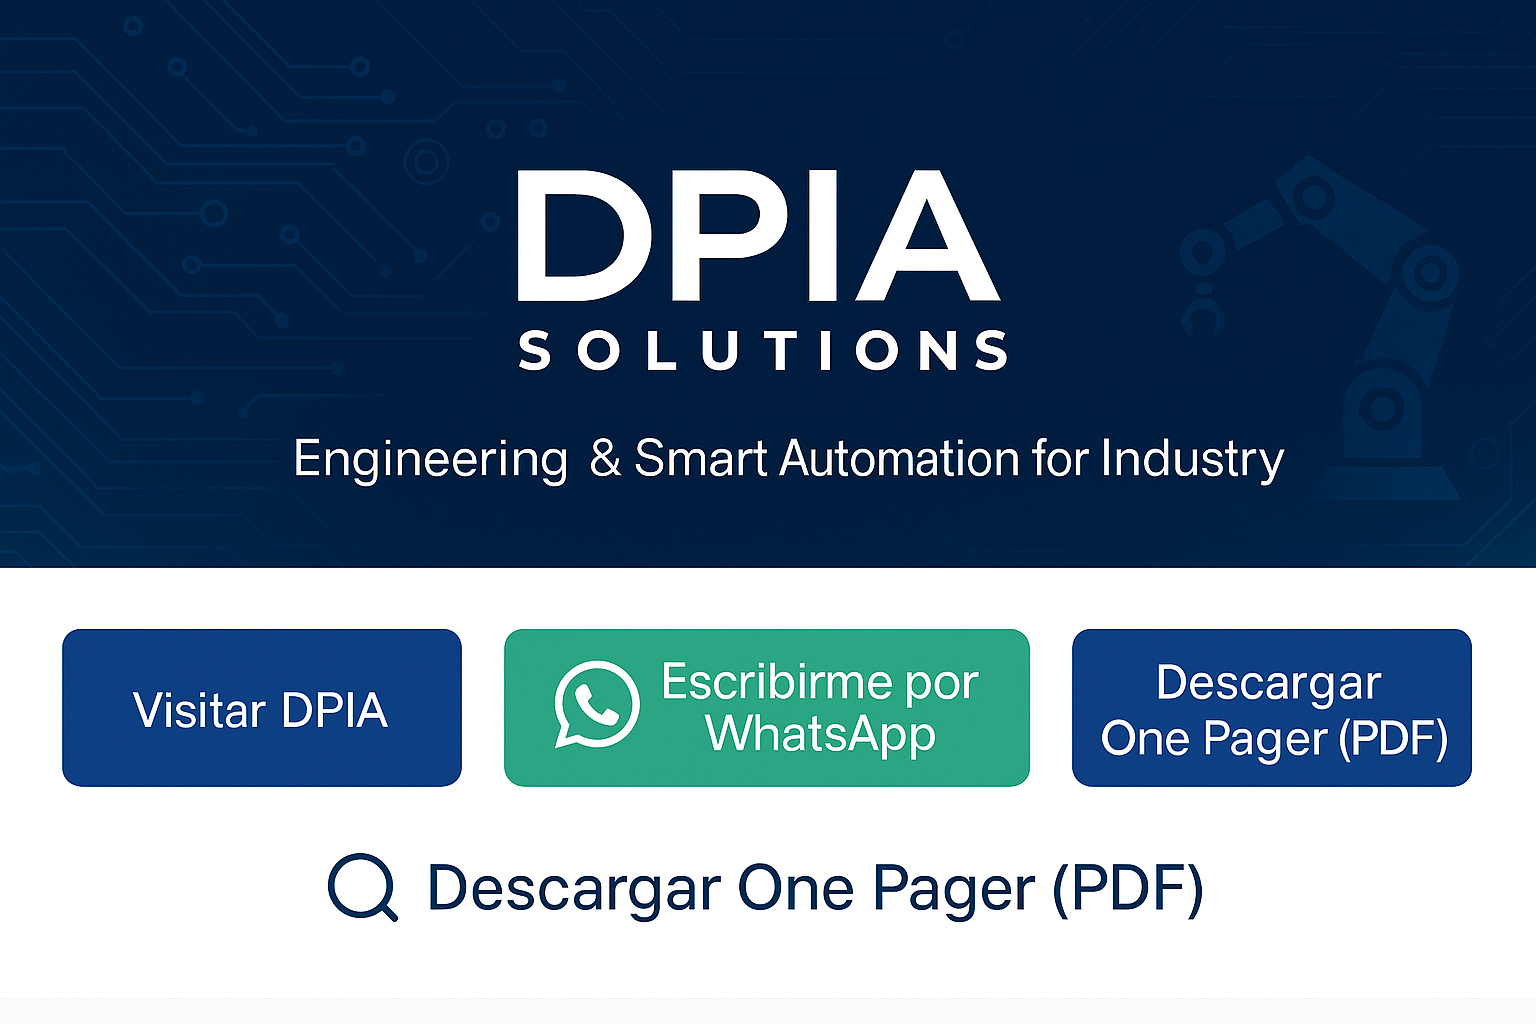 DPIA
SOLUTIONS
Engineering & Smart Automation for Industry
Visitar DPIA
Escribirme por
WhatsApp
Descargar
One Pager (PDF)
Descargar One Pager (PDF)